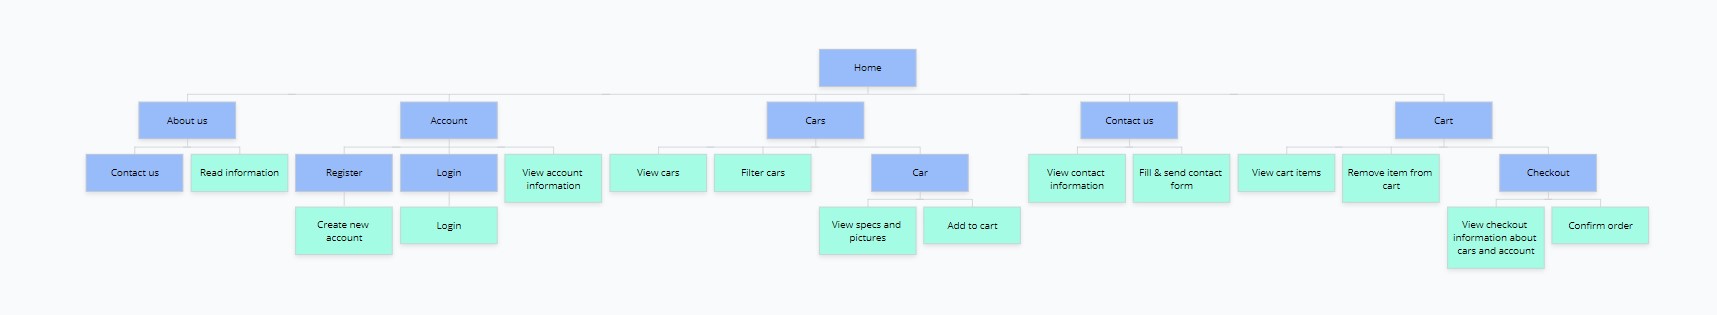 Home
About us
Account
Cars
Contact us
Cart
Contact us
Read information
Register
Login
View account
information
View cars
Filter cars
Car
View contact
information
Fill & send contact
form
View cart items
Remove item from
cart
Checkout
Create new
account
Login
View specs and
pictures
Add to cart
View checkout
information about
cars and account
Confirm order